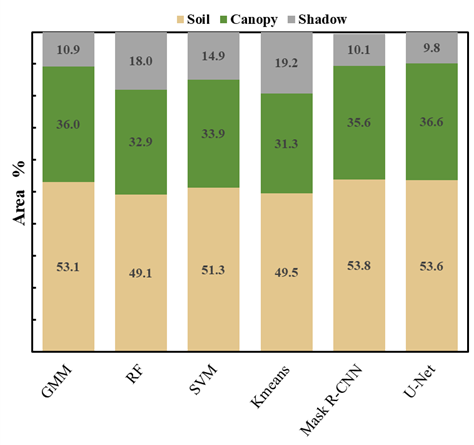 Soil Canopy Shadow
Area %
10.9 18.0 14.9 19.2 10.1 9.8
36.0 32.9 33.9 31.3 35.6 36.6
53.1 49.1 51.3 49.5 53.8 53.6
GMM RF SVM Kmeans Mask R-CNN U-Net